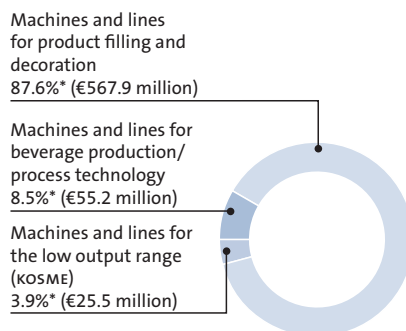 Machines and lines
for product filling and
decoration
87.6%* (€567.9 million)
Machines and lines for
beverage production/
process technology
8.5%* (€55.2 million)
Machines and lines for
the low output range
(KOSME)
3.9%* (€25.5 million)